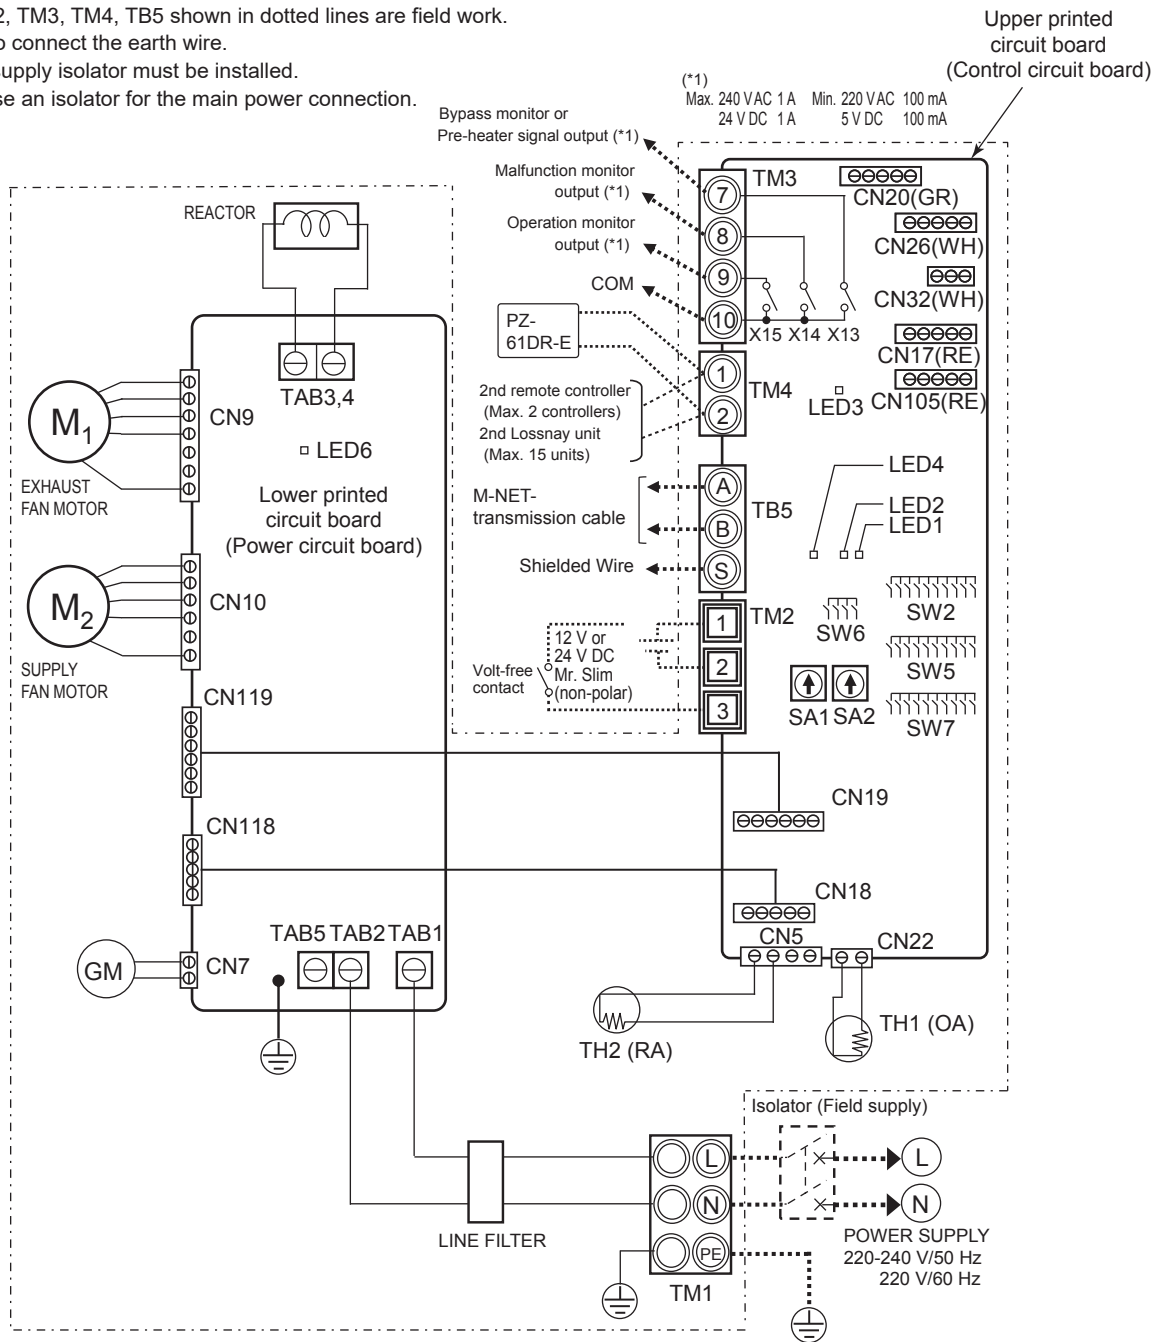 2, TM3, TM4, TB5 shown in dotted lines are field work.
o connect the earth wire.
supply isolator must be installed.
se an isolator for the main power connection.
Upper printed
circuit board
(Control circuit board)
(*1)
Max. 240 VAC 1 A Min. 220 VAC 100 mA
24 V DC 1 A 5 V DC 100 mA
Bypass monitor or
Pre-heater signal output (*1)
Malfunction monitor
output (*1)
Operation monitor
output (*1)
COM
7
8
9
10
TM3
X15 X14 X13
CN20(GR)
CN26(WH)
CN32(WH)
CN17(RE)
CN105(RE)
LED3
PZ-
61DR-E
1
2
TM4
2nd remote controller
(Max. 2 controllers)
2nd Lossnay unit
(Max. 15 units)
M-NET-
transmission cable
Shielded Wire
A
B
S
TB5
LED4
LED2
LED1
1
2
3
TM2
12 V or
24 V DC
Mr. Slim
(non-polar)
Volt-free
contact
SW6
SW2
SW5
SW7
SA1 SA2
REACTOR
TAB3,4
LED6
Lower printed
circuit board
(Power circuit board)
M1
EXHAUST
FAN MOTOR
CN9
M2
SUPPLY
FAN MOTOR
CN10
CN119
CN118
CN19
CN18
CN5
CN22
TAB5 TAB2 TAB1
GM
CN7
TH2 (RA)
TH1 (OA)
Isolator (Field supply)
LINE FILTER
L
N
PE
TM1
L
N
POWER SUPPLY
220-240 V/50 Hz
220 V/60 Hz